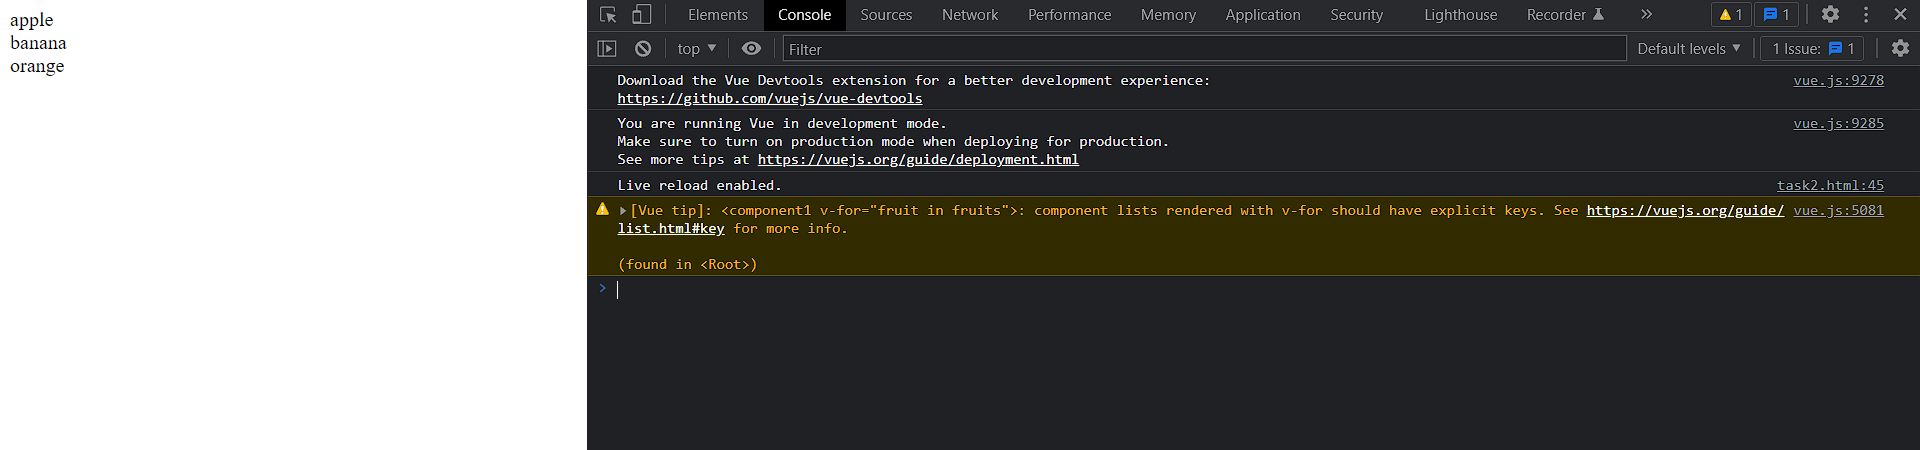 apple
banana
orange
Elements Console Sources Network Performance Memory Application Security Lighthouse Recorder 1 1
top Filter Default levels 1 Issue: 1
Download the Vue Devtools extension for a better development experience: vue.js:9278
https://github.com/vuejs/vue-devtools
You are running Vue in development mode. vue.js:9285
Make sure to turn on production mode when deploying for production.
See more tips at https://vuejs.org/guide/deployment.html
Live reload enabled. task2.html:45
[Vue tip]: <component1 v-for="fruit in fruits">: component lists rendered with v-for should have explicit keys. See https://vuejs.org/guide/ vue.js:5081
list.html#key for more info.
(found in <Root>)